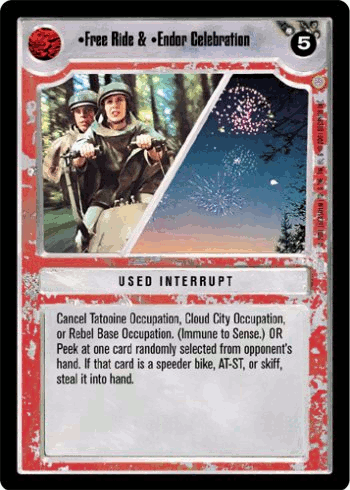 •Free Ride & •Endor Celebration
5
USED INTERRUPT
Cancel Tatooine Occupation, Cloud City Occupation,
or Rebel Base Occupation. (Immune to Sense.) OR
Peek at one card randomly selected from opponent's
hand. If that card is a speeder bike, AT-ST, or skiff,
steal it into hand.